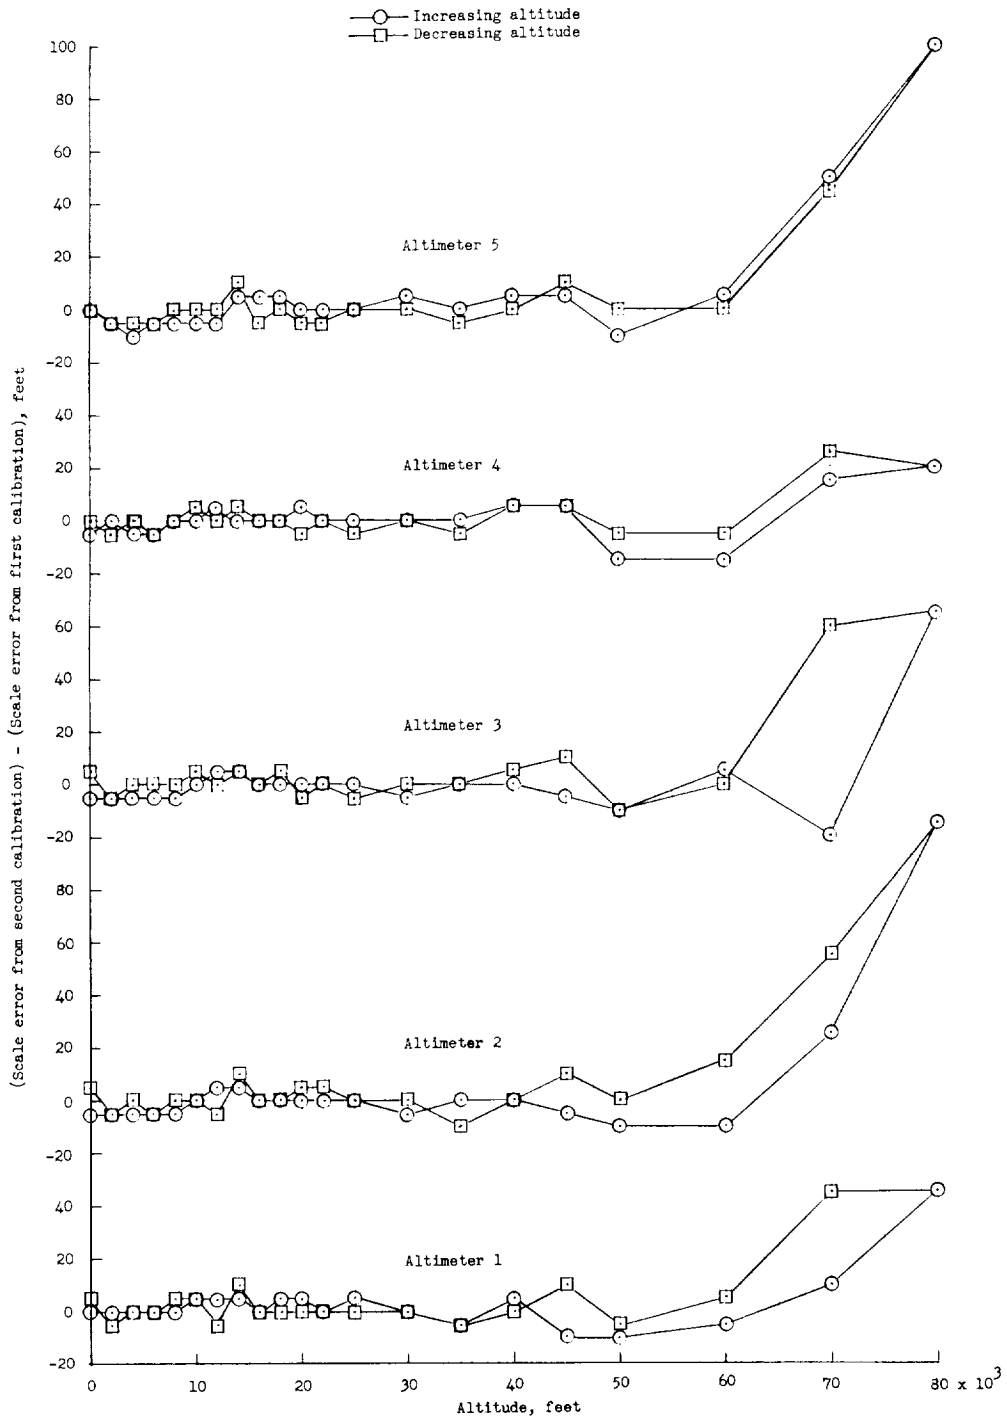 Increasing altitude
Decreasing altitude
100
80
60
40
20
0
-20
Altimeter 5
40
20
0
-20
Altimeter 4
60
40
20
0
-20
Altimeter 3
80
60
40
20
0
-20
Altimeter 2
40
20
0
-20
Altimeter 1
0 10 20 30 40 50 60 70 80 x 10³
Altitude, feet
(Scale error from second calibration) - (Scale error from first calibration), feet